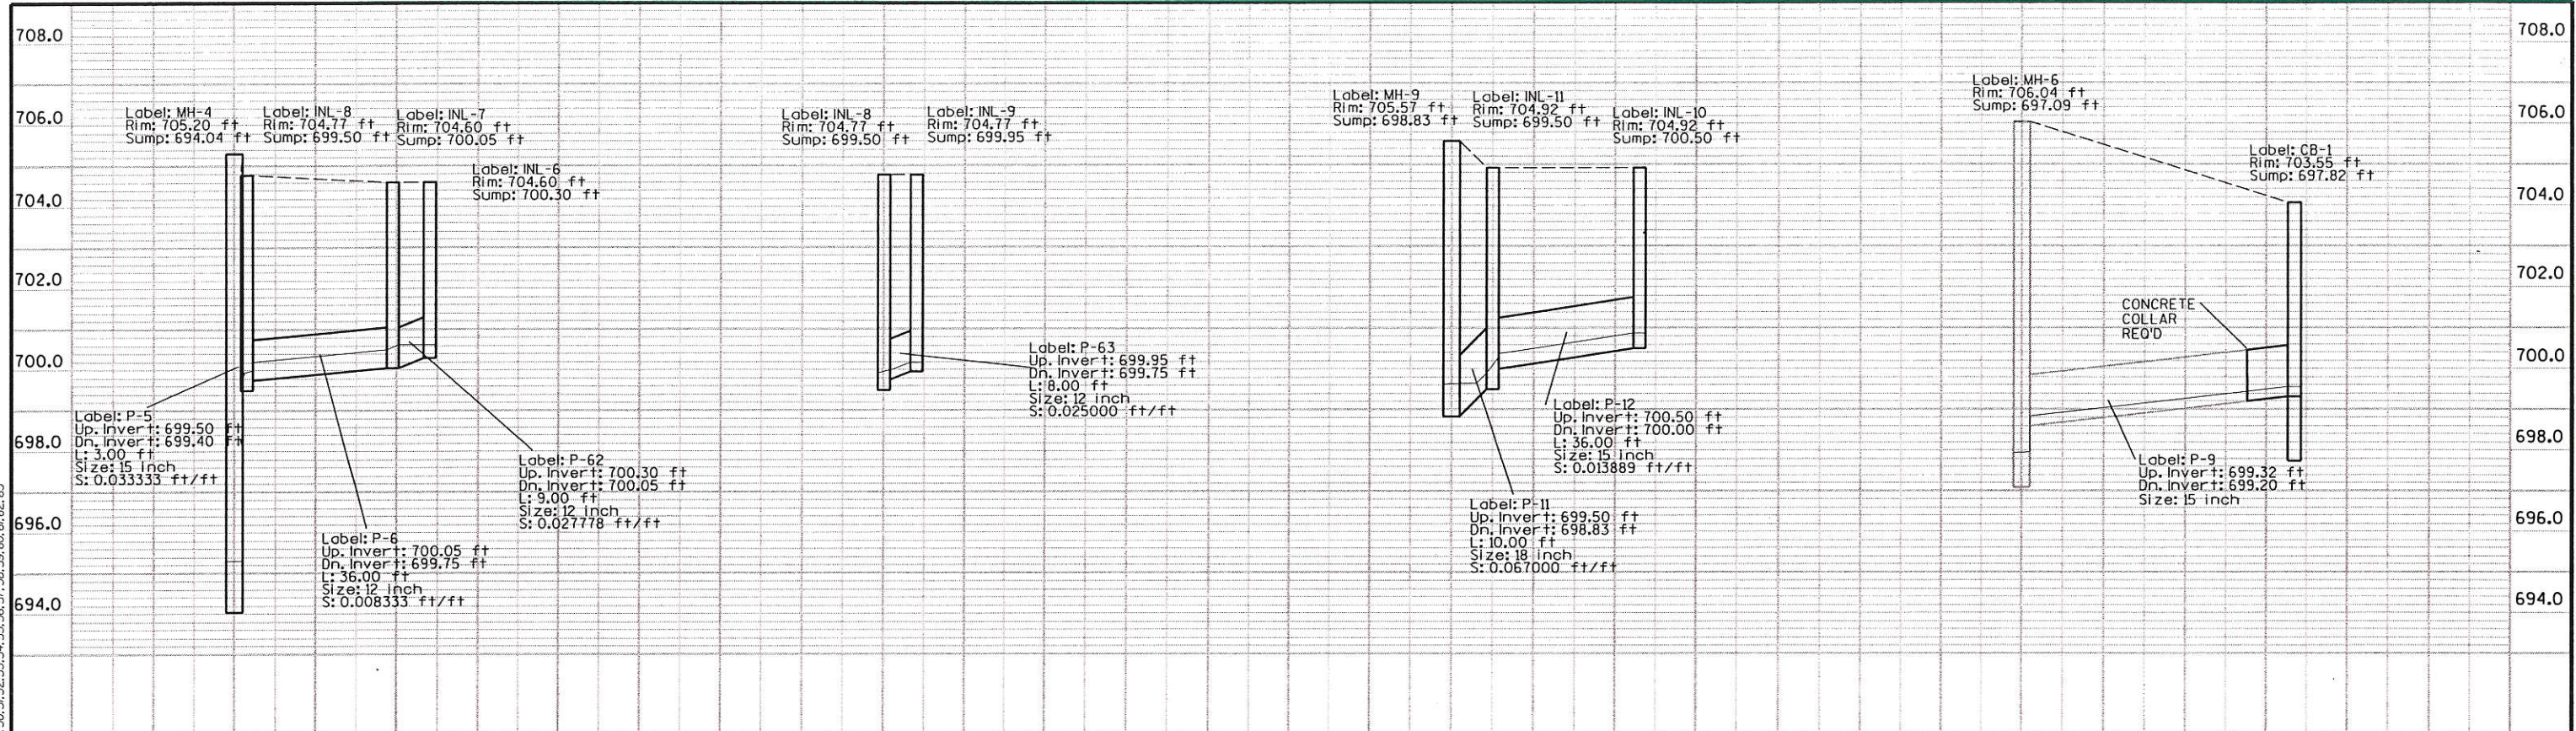 708.0
706.0
704.0
702.0
700.0
698.0
696.0
694.0
Label: MH-4
Rim: 705.20 ft
Sump: 694.04 ft
Label: INL-8
Rim: 704.77 ft
Sump: 699.50 ft
Label: INL-7
Rim: 704.60 ft
Sump: 700.05 ft
Label: INL-6
Rim: 704.60 ft
Sump: 700.30 ft
Label: P-5
Up. Invert: 699.50 ft
Dn. Invert: 699.40 ft
L: 3.00 ft
Size: 15 inch
S: 0.033333 ft/ft
Label: P-6
Up. Invert: 700.05 ft
Dn. Invert: 699.75 ft
L: 36.00 ft
Size: 12 inch
S: 0.008333 ft/ft
Label: P-62
Up. Invert: 700.30 ft
Dn. Invert: 700.05 ft
L: 9.00 ft
Size: 12 inch
S: 0.027778 ft/ft
Label: INL-8
Rim: 704.77 ft
Sump: 699.50 ft
Label: INL-9
Rim: 704.77 ft
Sump: 699.95 ft
Label: P-63
Up. Invert: 699.95 ft
Dn. Invert: 699.75 ft
L: 8.00 ft
Size: 12 inch
S: 0.025000 ft/ft
Label: MH-9
Rim: 705.57 ft
Sump: 698.83 ft
Label: INL-11
Rim: 704.92 ft
Sump: 699.50 ft
Label: INL-10
Rim: 704.92 ft
Sump: 700.50 ft
Label: P-12
Up. Invert: 700.50 ft
Dn. Invert: 700.00 ft
L: 36.00 ft
Size: 15 inch
S: 0.013889 ft/ft
Label: P-11
Up. Invert: 699.50 ft
Dn. Invert: 698.83 ft
L: 10.00 ft
Size: 18 inch
S: 0.067000 ft/ft
Label: MH-6
Rim: 706.04 ft
Sump: 697.09 ft
Label: CB-1
Rim: 703.55 ft
Sump: 697.82 ft
CONCRETE
COLLAR
REQ'D
Label: P-9
Up. Invert: 699.32 ft
Dn. Invert: 699.20 ft
Size: 15 inch
708.0
706.0
704.0
702.0
700.0
698.0
696.0
694.0